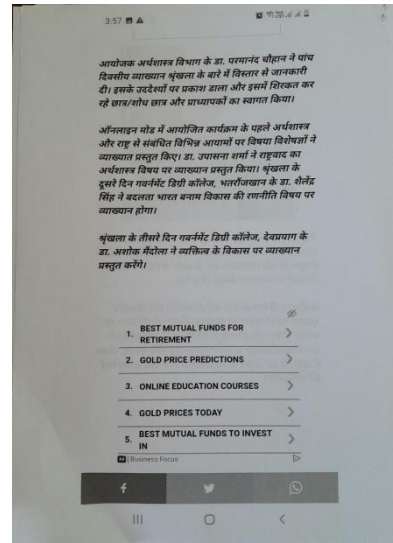 3:57
आयोजक अर्थशास्त्र विभाग के डा. परमानंद चौहान ने पांच
दिवसीय व्याख्यान श्रृंखला के बारे में विस्तार से जानकारी
दी। इसके उददेश्यों पर प्रकाश डाला और इसमें शिरकत कर
रहे छात्र/शोध छात्र और प्राध्यापकों का स्वागत किया।
ऑनलाइन मोड में आयोजित कार्यक्रम के पहले अर्थशास्त्र
और राष्ट्र से संबंधित विभिन्न आयामों पर विषया विशेषज्ञों ने
व्याख्यात प्रस्तुत किए। डा. उपासना शर्मा ने राष्ट्रवाद का
अर्थशास्त्र विषय पर व्याख्यान प्रस्तुत किया। श्रृंखला के
दूसरे दिन गवर्नमेंट डिग्री कॉलेज, भतरौंजखान के डा. शैलेंद्र
सिंह ने बदलता भारत बनाम विकास की रणनीति विषय पर
व्याख्यान होगा।
श्रृंखला के तीसरे दिन गवर्नमेंट डिग्री कॉलेज, देवप्रयाग के
डा. अशोक मैंदोला ने व्यक्तित्व के विकास पर व्याख्यान
प्रस्तुत करेंगे।
1. BEST MUTUAL FUNDS FOR
RETIREMENT
2. GOLD PRICE PREDICTIONS
3. ONLINE EDUCATION COURSES
4. GOLD PRICES TODAY
5. BEST MUTUAL FUNDS TO INVEST
IN
Ad | Business Focus